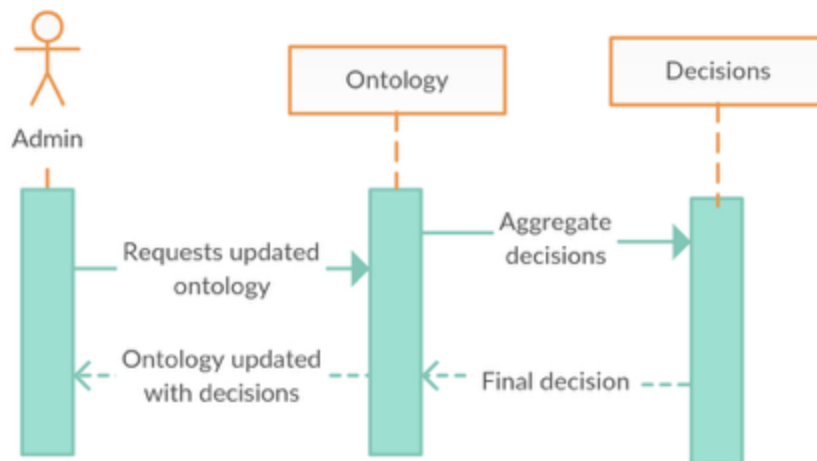 Ontology
Decisions
Admin
Aggregate
decisions
Requests updated
ontology
Ontology updated
with decisions
Final decision